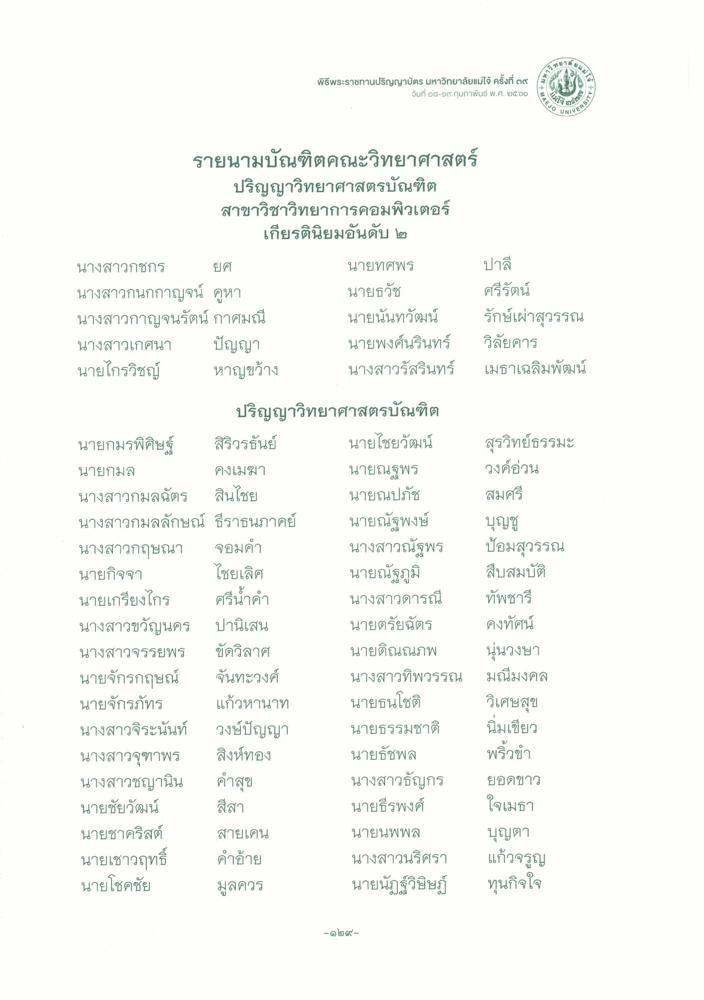 พิธีพระราชทานปริญญาบัตร มหาวิทยาลัยแม่โจ้ ครั้งที่ ๓๙
วันที่ ๑๘-๑๙ กุมภาพันธ์ พ.ศ. ๒๕๖๐
มหาวิทยาลัยแม่โจ้
แม่โจ้ ๒๔๗๗
MAEJO UNIVERSITY
รายนามบัณฑิตคณะวิทยาศาสตร์
ปริญญาวิทยาศาสตรบัณฑิต
สาขาวิชาวิทยาการคอมพิวเตอร์
เกียรตินิยมอันดับ ๒
นางสาวกชกร ยศ นายทศพร ปาลี
นางสาวกนกกาญจน์ คูหา นายธวัช ศรีรัตน์
นางสาวกาญจนรัตน์ กาศมณี นายนันทวัฒน์ รักษ์เผ่าสุวรรณ
นางสาวเกศนา ปัญญา นายพงศ์นรินทร์ วิลัยคาร
นายไกรวิชญ์ หาญขว้าง นางสาวรัสรินทร์ เมธาเฉลิมพัฒน์
ปริญญาวิทยาศาสตรบัณฑิต
นายกมรพิศิษฐ์ สิริวรธันย์ นายไชยวัฒน์ สุรวิทย์ธรรมะ
นายกมล คงเมฆา นายณฐพร วงค์อ่วน
นางสาวกมลฉัตร สินไชย นายณปภัช สมศรี
นางสาวกมลลักษณ์ ธีราธนภาคย์ นายณัฐพงษ์ บุญชู
นางสาวกฤษณา จอมคำ นางสาวณัฐพร ป้อมสุวรรณ
นายกิจจา ไชยเลิศ นายณัฐภูมิ สืบสมบัติ
นายเกรียงไกร ศรีน้ำคำ นางสาวดารณี ทัพชารี
นางสาวขวัญนคร ปานิเสน นายตรัยฉัตร คงทัศน์
นางสาวจรรยพร ขัดวิลาศ นายติณณภพ นุ่นวงษา
นายจักรกฤษณ์ จันทะวงศ์ นางสาวทิพวรรณ มณีมงคล
นายจักรภัทร แก้วหานาท นายธนโชติ วิเศษสุข
นางสาวจิระนันท์ วงษ์ปัญญา นายธรรมชาติ นิ่มเขียว
นางสาวจุฑาพร สิงห์ทอง นายธัชพล พริ้วขำ
นางสาวชญานิน คำสุข นางสาวธัญกร ยอดขาว
นายชัยวัฒน์ สีสา นายธีรพงศ์ ใจเมธา
นายชาคริสต์ สายเคน นายนพพล บุญตา
นายเชาวฤทธิ์ คำอ้าย นางสาวนริศรา แก้วจรูญ
นายโชคชัย มูลควร นายนัฏฐ์วิษิษฏ์ ทุนกิจใจ
-๑๒๙-